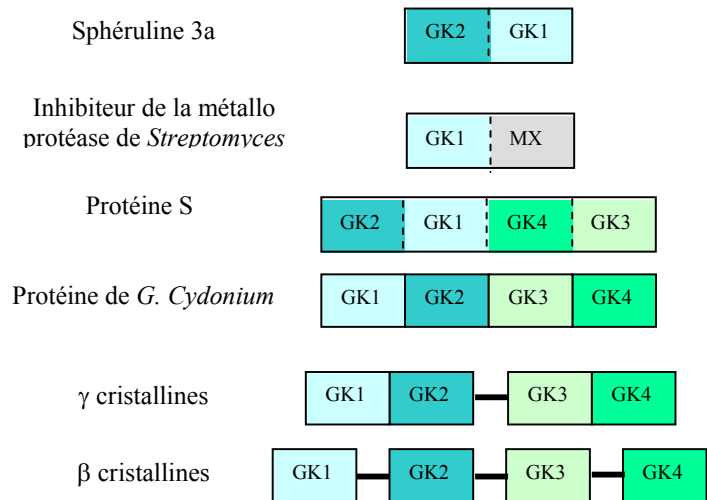 Sphéruline 3a
GK2 GK1
Inhibiteur de la métallo
protéase de Streptomyces
GK1 MX
Protéine S
GK2 GK1 GK4 GK3
Protéine de G. Cydonium
GK1 GK2 GK3 GK4
γ cristallines
GK1 GK2 GK3 GK4
β cristallines
GK1 GK2 GK3 GK4